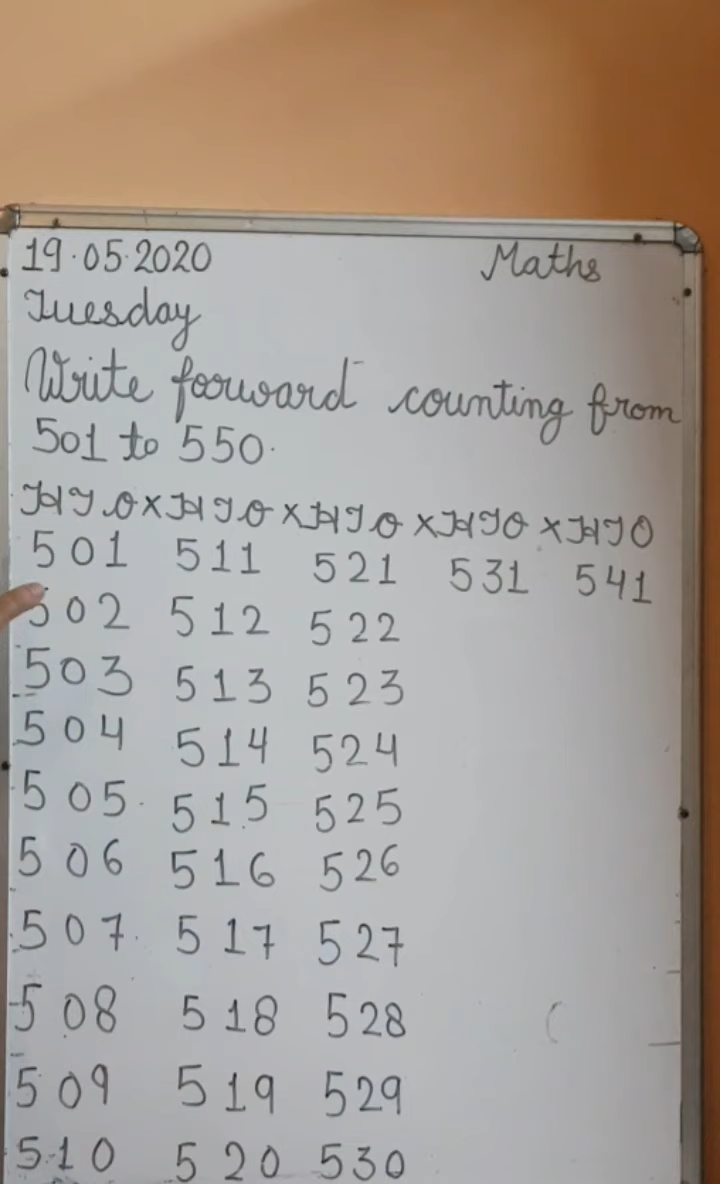 19.05.2020 Maths
Tuesday
Write forward counting from
501 to 550.
H T O x H T O x H T O x H T O x H T O
501 511 521 531 541
502 512 522
503 513 523
504 514 524
505 515 525
506 516 526
507 517 527
508 518 528
509 519 529
510 520 530